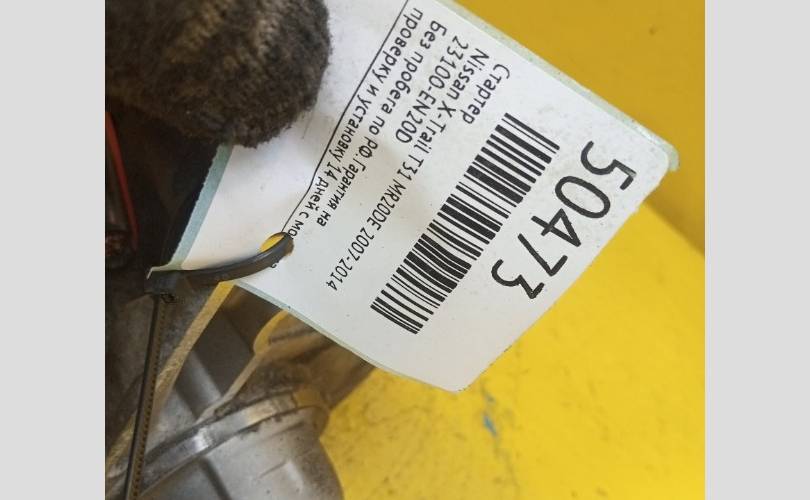 50473
Стартер
Nissan X-Trail T31 MR20DE 2007-2014
23100-EN20D
Без пробега по РФ. Гарантия на
проверку и установку 14 дней с мо